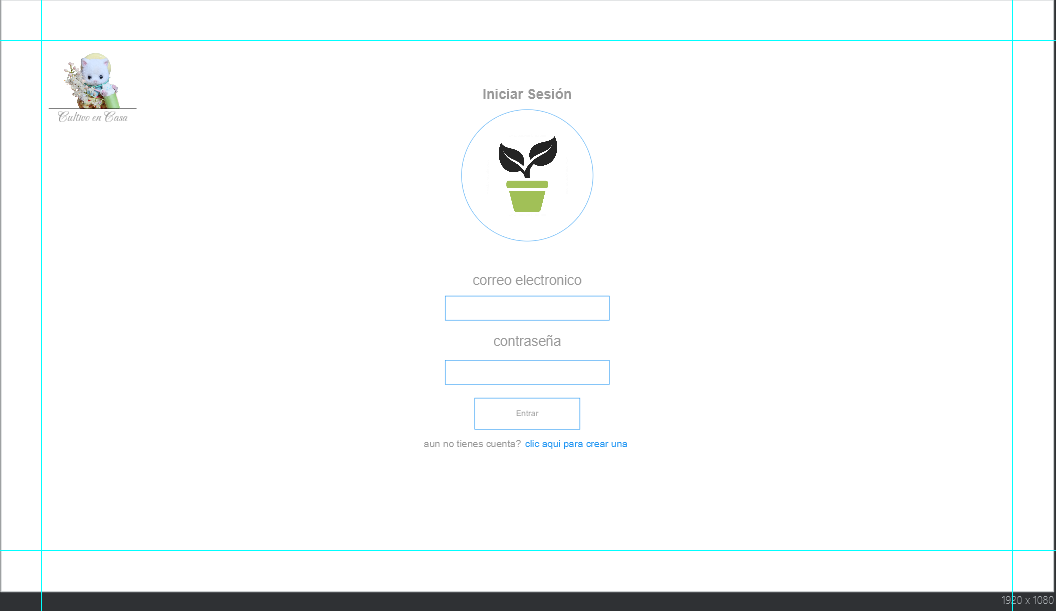 Cultivo en Casa
Iniciar Sesión
correo electronico
contraseña
Entrar
aun no tienes cuenta? clic aqui para crear una
1920 x 1080